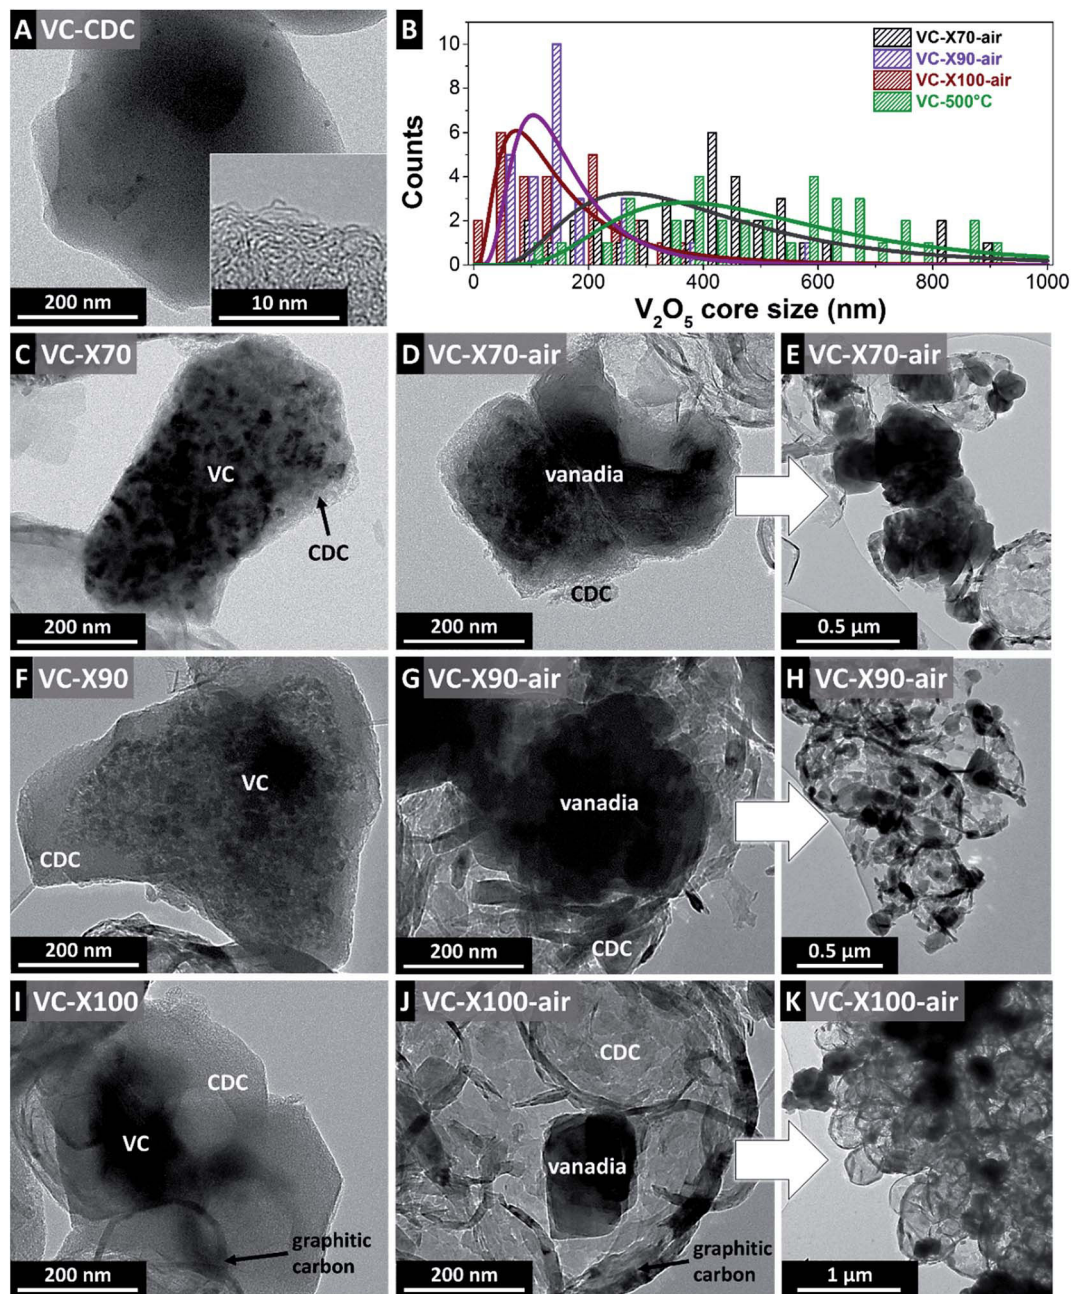 A VC-CDC
200 nm
10 nm
B
Counts
10
8
6
4
2
0
0 200 400 600 800 1000
V₂O₅ core size (nm)
VC-X70-air
VC-X90-air
VC-X100-air
VC-500°C
C VC-X70
VC
CDC
200 nm
D VC-X70-air
vanadia
CDC
200 nm
E VC-X70-air
0.5 µm
F VC-X90
VC
CDC
200 nm
G VC-X90-air
vanadia
CDC
200 nm
H VC-X90-air
0.5 µm
I VC-X100
CDC
VC
graphitic
carbon
200 nm
J VC-X100-air
CDC
vanadia
graphitic
carbon
200 nm
K VC-X100-air
1 µm